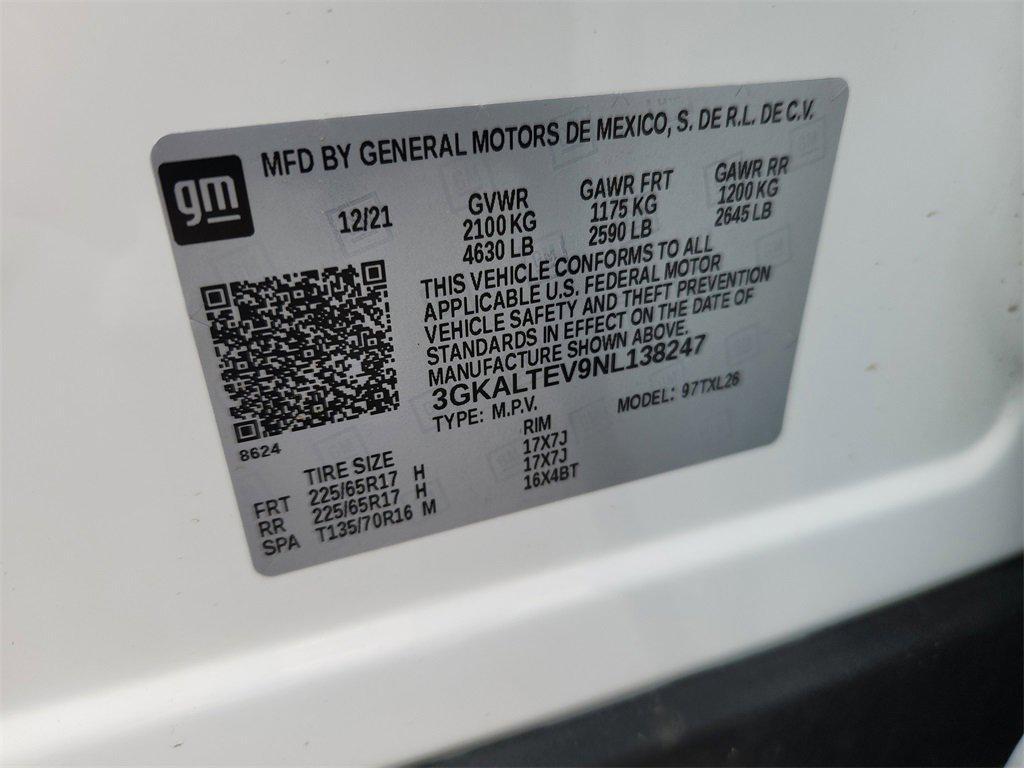 MFD BY GENERAL MOTORS DE MEXICO, S. DE R.L. DE C.V.
gm
12/21
GVWR GAWR FRT GAWR RR
2100 KG 1175 KG 1200 KG
4630 LB 2590 LB 2645 LB
THIS VEHICLE CONFORMS TO ALL
APPLICABLE U.S. FEDERAL MOTOR
VEHICLE SAFETY AND THEFT PREVENTION
STANDARDS IN EFFECT ON THE DATE OF
MANUFACTURE SHOWN ABOVE.
3GKALTEV9NL138247
TYPE: M.P.V. MODEL: 97TXL26
8624
TIRE SIZE RIM
FRT 225/65R17 H 17X7J
RR 225/65R17 H 17X7J
SPA T135/70R16 M 16X4BT